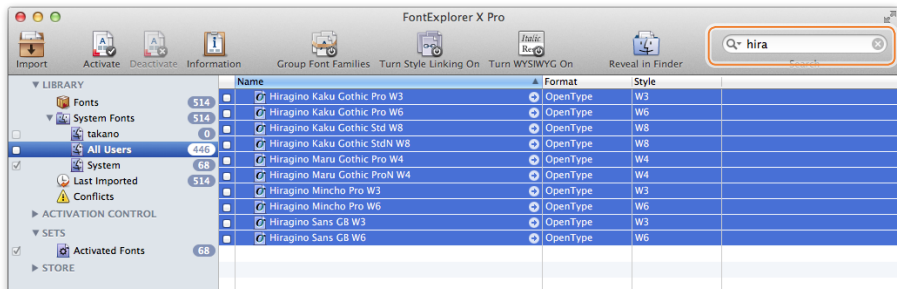 FontExplorer X Pro
Import Activate Deactivate Information Group Font Families Turn Style Linking On Turn WYSIWYG On Reveal in Finder Search
Italic
Reg
hira
LIBRARY
Fonts 514
System Fonts 514
takano 0
All Users 446
System 68
Last Imported 514
Conflicts
ACTIVATION CONTROL
SETS
Activated Fonts 68
STORE
Name Format Style
Hiragino Kaku Gothic Pro W3 OpenType W3
Hiragino Kaku Gothic Pro W6 OpenType W6
Hiragino Kaku Gothic Std W8 OpenType W8
Hiragino Kaku Gothic StdN W8 OpenType W8
Hiragino Maru Gothic Pro W4 OpenType W4
Hiragino Maru Gothic ProN W4 OpenType W4
Hiragino Mincho Pro W3 OpenType W3
Hiragino Mincho Pro W6 OpenType W6
Hiragino Sans GB W3 OpenType W3
Hiragino Sans GB W6 OpenType W6